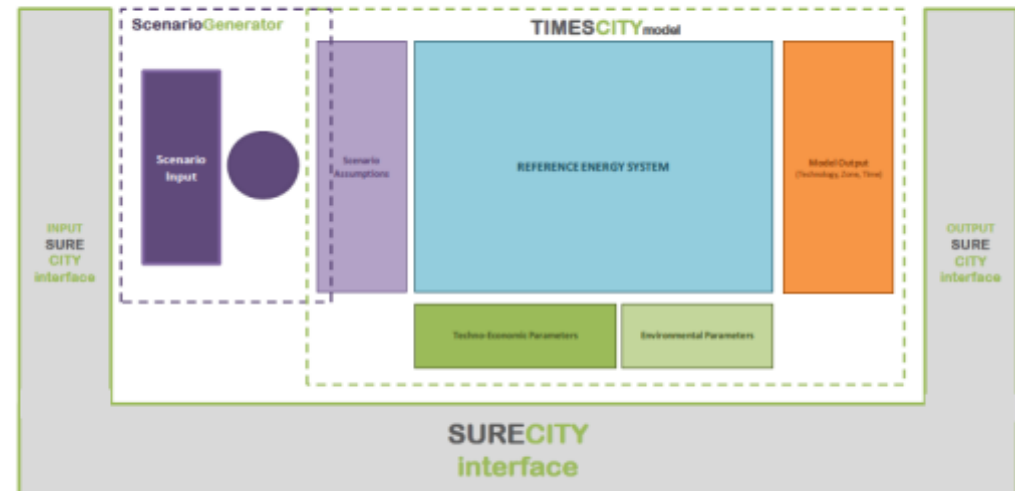 ScenarioGenerator
TIMESCITYmodel
Scenario
Input
Scenario
Assumptions
REFERENCE ENERGY SYSTEM
Model Output
(Technology, Zone, Time)
INPUT
SURE
CITY
interface
OUTPUT
SURE
CITY
interface
Techno-Economic Parameters
Environmental Parameters
SURECITY
interface